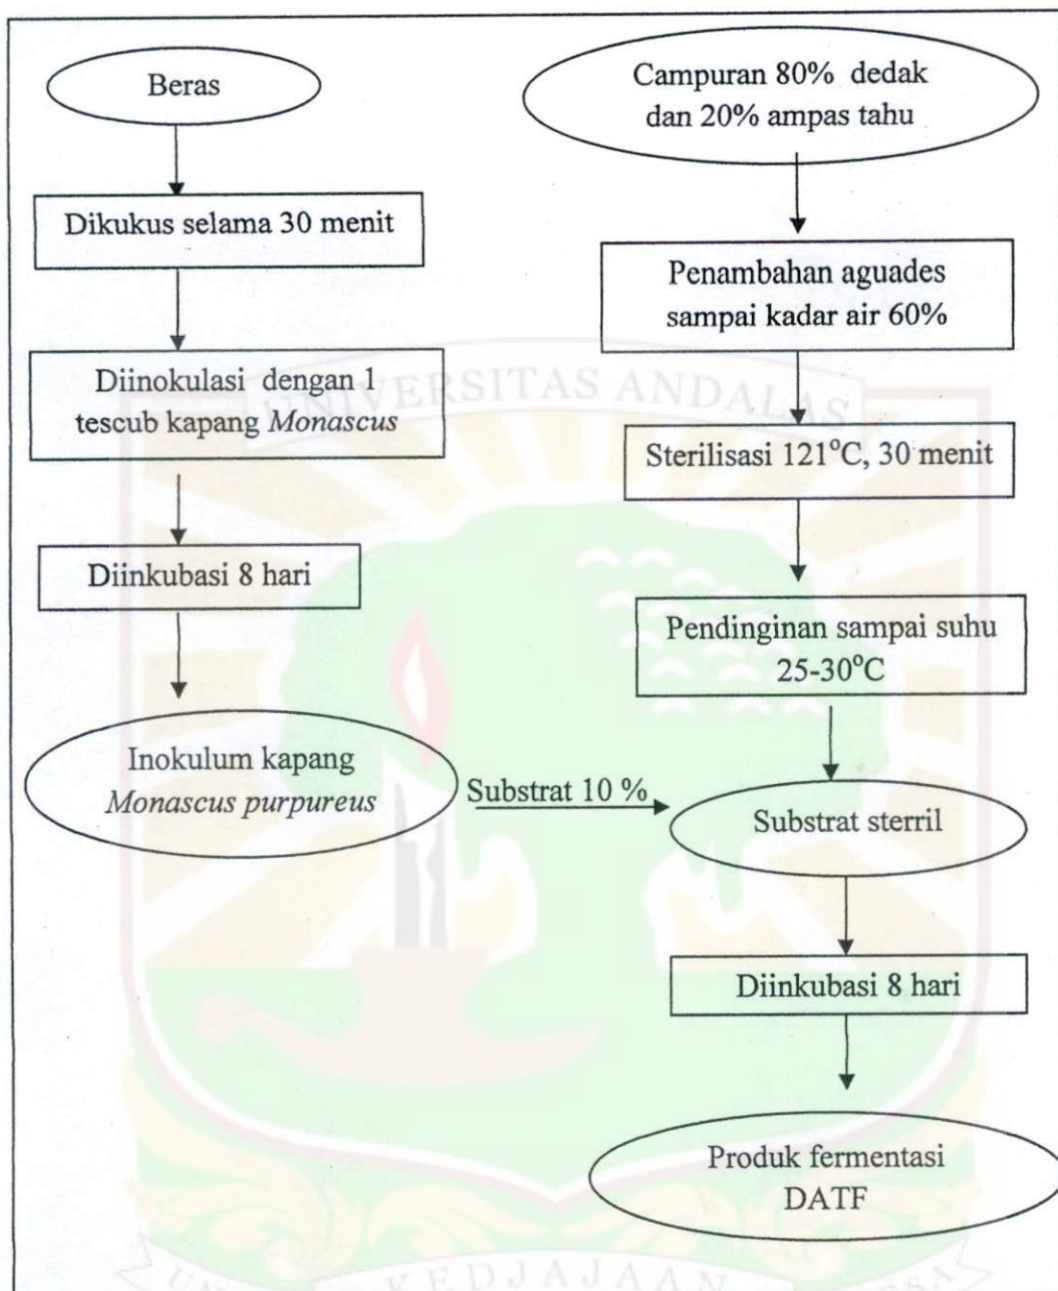 Beras
Dikukus selama 30 menit
Diinokulasi dengan 1
tescub kapang Monascus
Diinkubasi 8 hari
Inokulum kapang
Monascus purpureus
Substrat 10 %
Campuran 80% dedak
dan 20% ampas tahu
Penambahan aguades
sampai kadar air 60%
Sterilisasi 121°C, 30 menit
Pendinginan sampai suhu
25-30°C
Substrat sterril
Diinkubasi 8 hari
Produk fermentasi
DATF
UNIVERSITAS ANDALAS
KEDJAJAAN